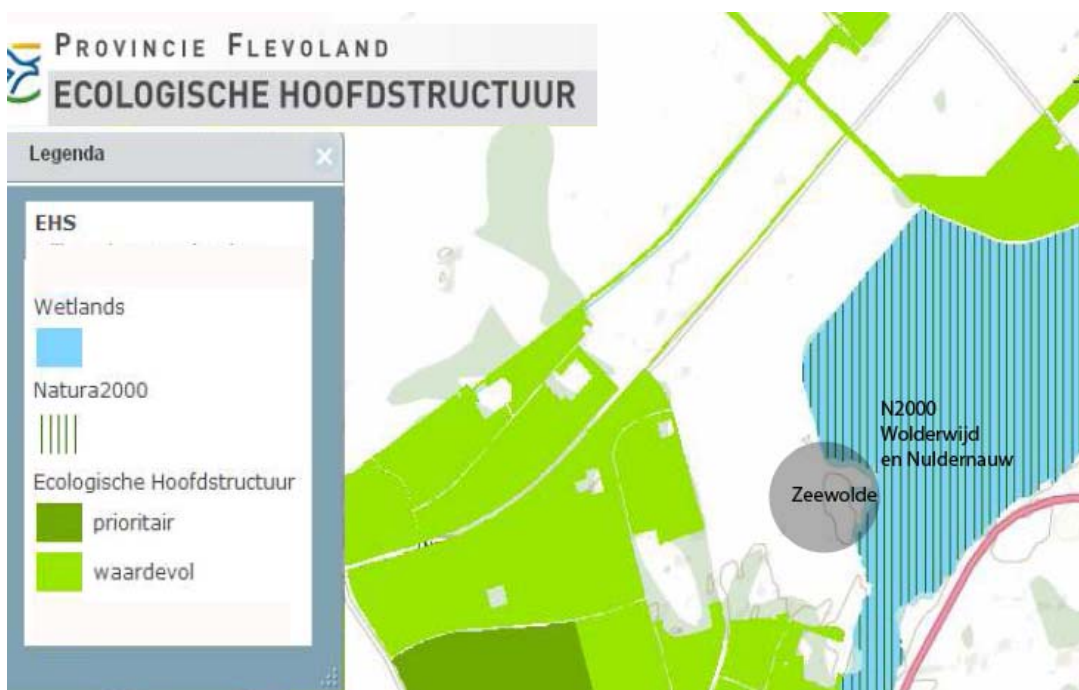 PROVINCIE FLEVOLAND
ECOLOGISCHE HOOFDSTRUCTUUR
Legenda
EHS
Wetlands
Natura2000
Ecologische Hoofdstructuur
prioritair
waardevol
N2000
Wolderwijd
en Nuldernauw
Zeewolde